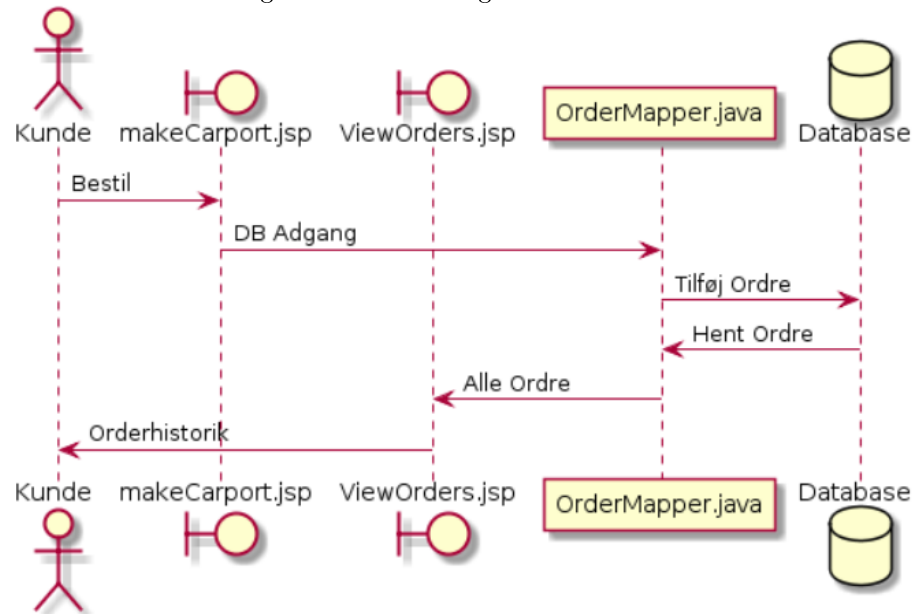 Kunde
makeCarport.jsp
ViewOrders.jsp
OrderMapper.java
Database
Bestil
DB Adgang
Tilføj Ordre
Hent Ordre
Alle Ordre
Orderhistorik
Kunde
makeCarport.jsp
ViewOrders.jsp
OrderMapper.java
Database